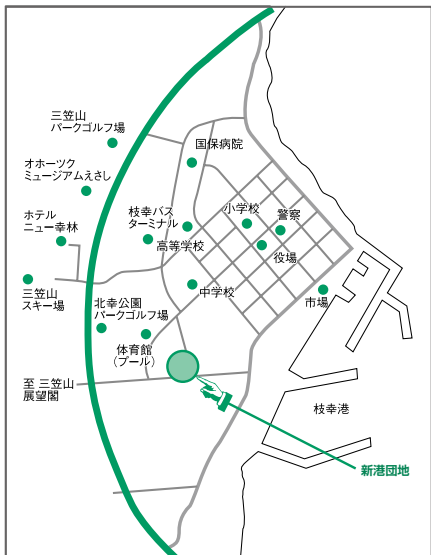 三笠山
パークゴルフ場
国保病院
オホーツク
ミュージアムえさし
枝幸バス
ターミナル
小学校
警察
ホテル
ニュー幸林
高等学校
役場
三笠山
スキー場
中学校
市場
北幸公園
パークゴルフ場
体育館
(プール)
至 三笠山
展望閣
枝幸港
新港団地